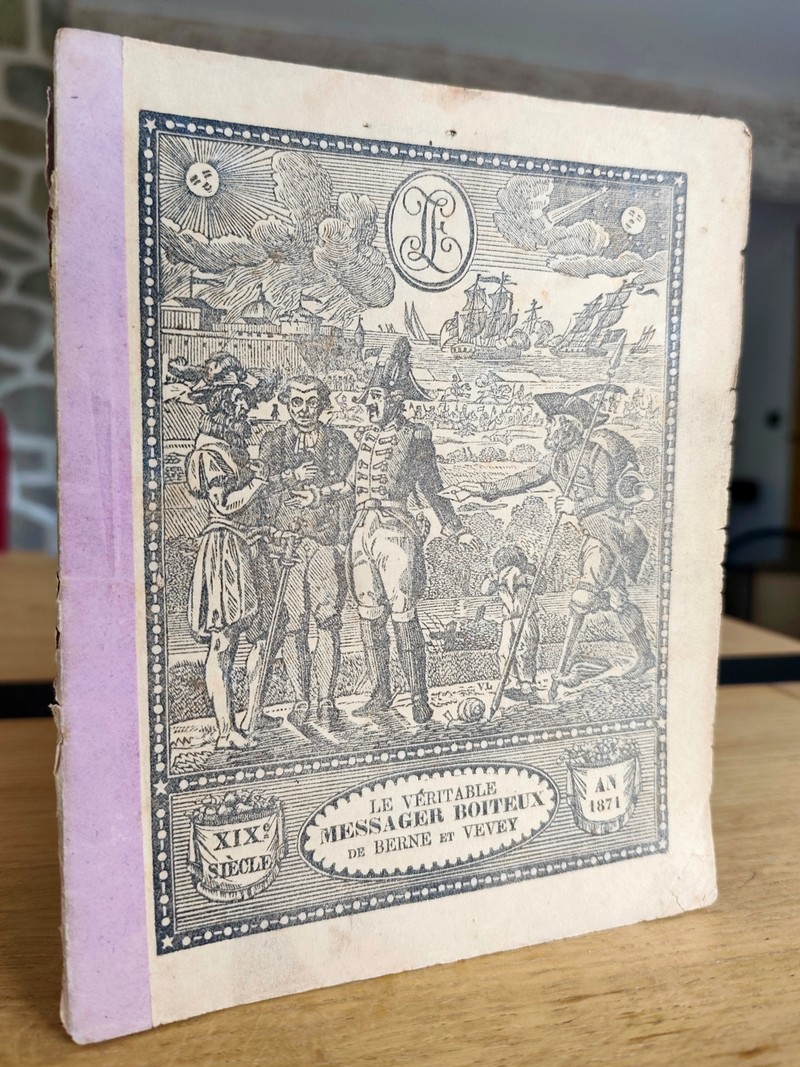 V.L
XIXᵉ
SIÈCLE
LE VÉRITABLE
MESSAGER BOITEUX
DE BERNE ET VEVEY
AN
1871